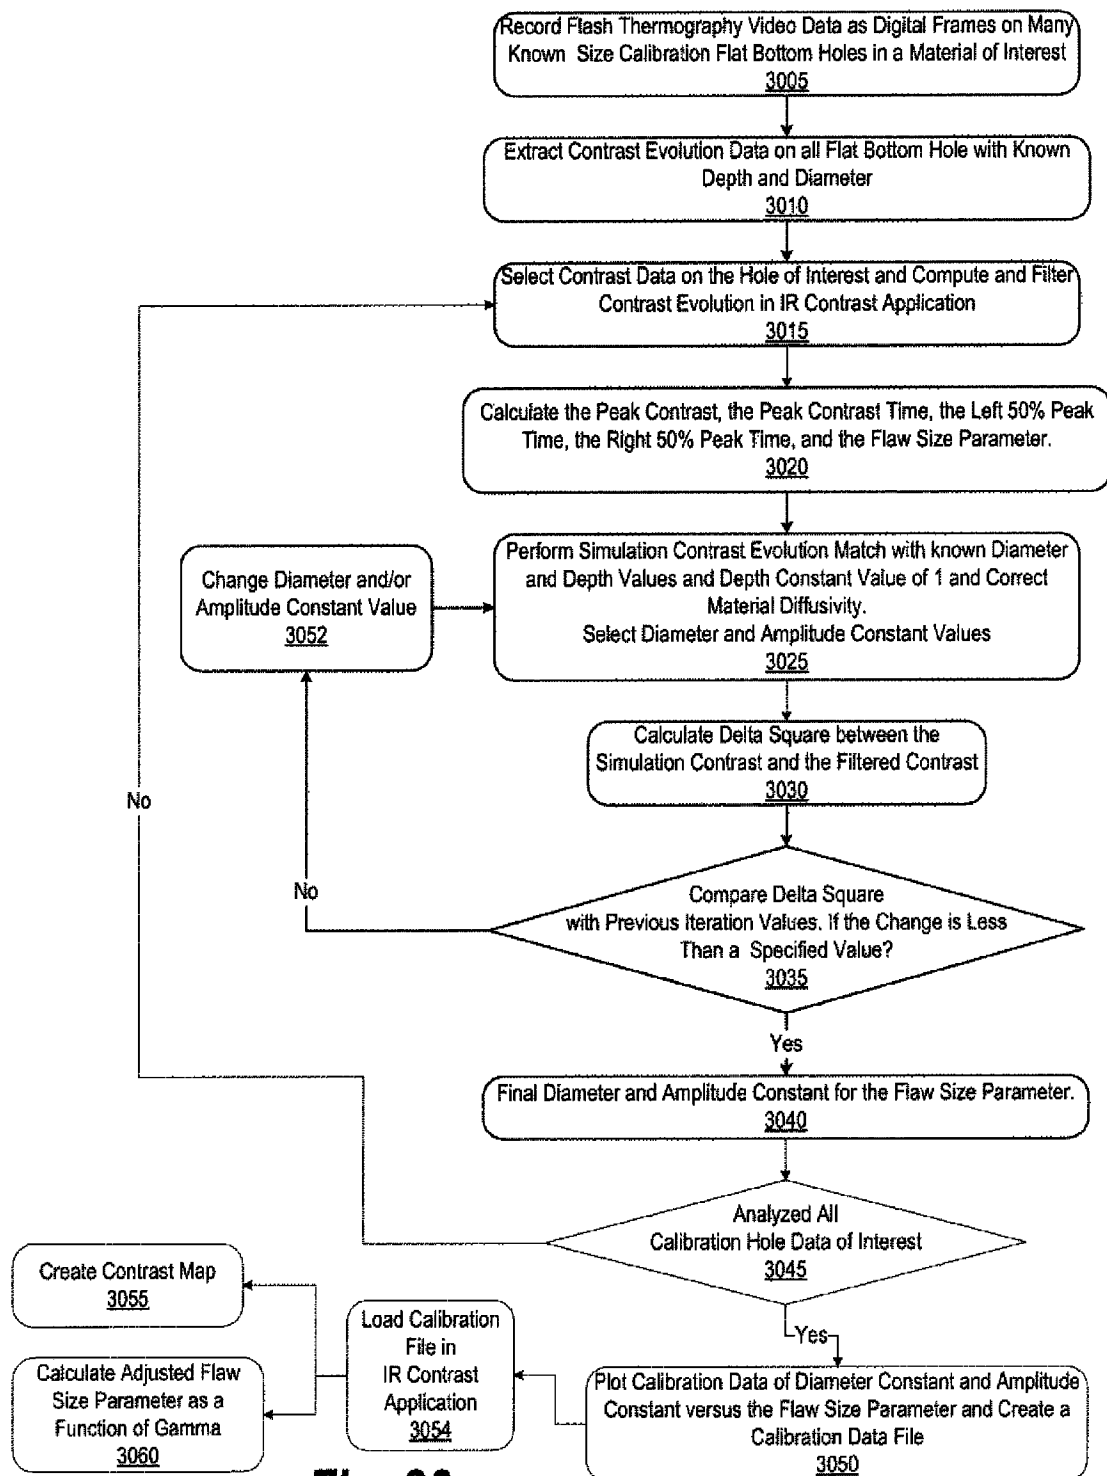 Record Flash Thermography Video Data as Digital Frames on Many
Known Size Calibration Flat Bottom Holes in a Material of Interest
3005
Extract Contrast Evolution Data on all Flat Bottom Hole with Known
Depth and Diameter
3010
Select Contrast Data on the Hole of Interest and Compute and Filter
Contrast Evolution in IR Contrast Application
3015
Calculate the Peak Contrast, the Peak Contrast Time, the Left 50% Peak
Time, the Right 50% Peak Time, and the Flaw Size Parameter.
3020
Perform Simulation Contrast Evolution Match with known Diameter
and Depth Values and Depth Constant Value of 1 and Correct
Material Diffusivity.
Select Diameter and Amplitude Constant Values
3025
Change Diameter and/or
Amplitude Constant Value
3052
Calculate Delta Square between the
Simulation Contrast and the Filtered Contrast
3030
No
No
Compare Delta Square
with Previous Iteration Values. If the Change is Less
Than a Specified Value?
3035
Yes
Final Diameter and Amplitude Constant for the Flaw Size Parameter.
3040
Analyzed All
Calibration Hole Data of Interest
3045
Yes
Create Contrast Map
3055
Calculate Adjusted Flaw
Size Parameter as a
Function of Gamma
3060
Load Calibration
File in
IR Contrast
Application
3054
Plot Calibration Data of Diameter Constant and Amplitude
Constant versus the Flaw Size Parameter and Create a
Calibration Data File
3050